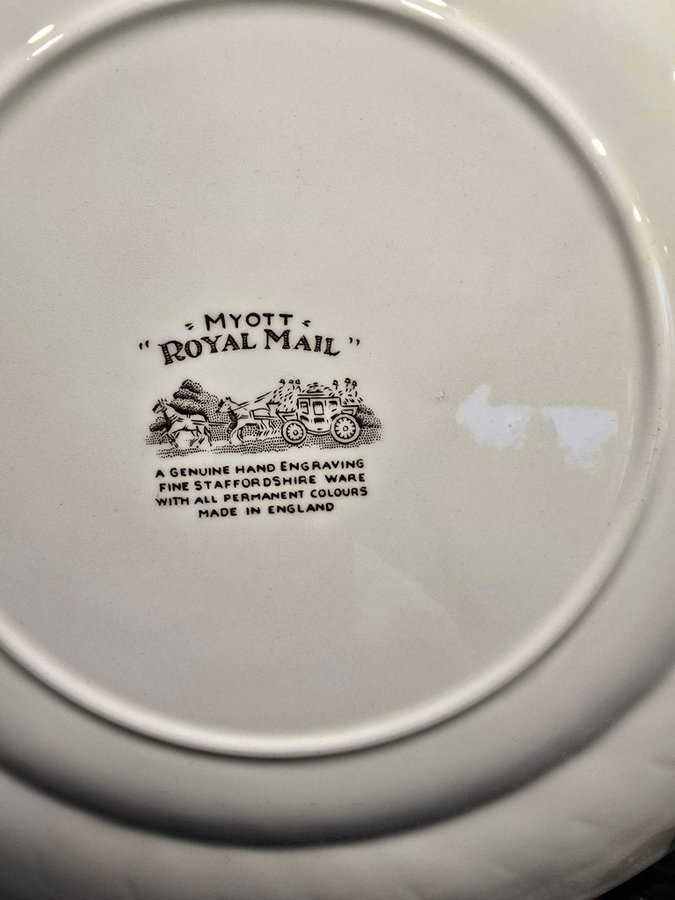 MYOTT
"ROYAL MAIL"
A GENUINE HAND ENGRAVING
FINE STAFFORDSHIRE WARE
WITH ALL PERMANENT COLOURS
MADE IN ENGLAND